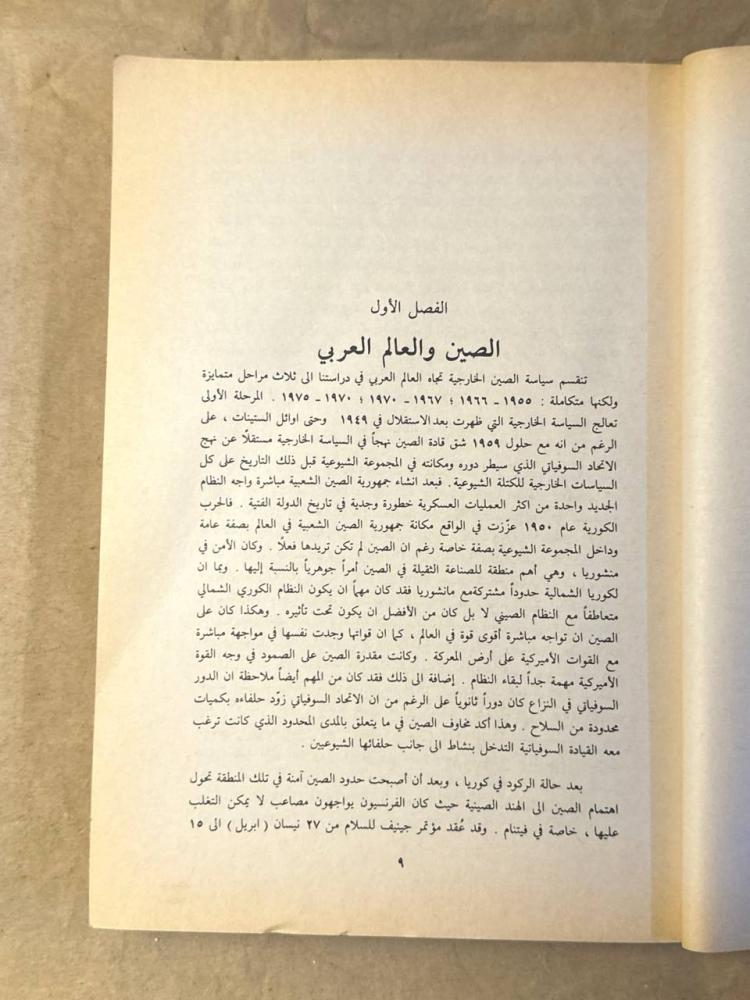 الفصل الأول
الصين والعالم العربي
تنقسم سياسة الصين الخارجية تجاه العالم العربي في دراستنا الى ثلاث مراحل متمايزة
ولكنها متكاملة : ١٩٥٥ - ١٩٦٦ ؛ ١٩٦٧ - ١٩٧٠ ؛ ١٩٧٠ - ١٩٧٥ . المرحلة الأولى
تعالج السياسة الخارجية التي ظهرت بعد الاستقلال في ١٩٤٩ وحتى اوائل الستينات ، على
الرغم من انه مع حلول ١٩٥٩ شق قادة الصين نهجاً في السياسة الخارجية مستقلاً عن نهج
الاتحاد السوفياتي الذي سيطر دوره ومكانته في المجموعة الشيوعية قبل ذلك التاريخ على كل
السياسات الخارجية للكتلة الشيوعية . فبعد انشاء جمهورية الصين الشعبية مباشرة واجه النظام
الجديد واحدة من اكثر العمليات العسكرية خطورة وجدية في تاريخ الدولة الفتية . فالحرب
الكورية عام ١٩٥٠ عزّزت في الواقع مكانة جمهورية الصين الشعبية في العالم بصفة عامة
وداخل المجموعة الشيوعية بصفة خاصة رغم ان الصين لم تكن تريدها فعلاً . وكان الأمن في
منشوريا ، وهي أهم منطقة للصناعة الثقيلة في الصين أمراً جوهرياً بالنسبة إليها . وبما ان
لكوريا الشمالية حدوداً مشتركة مع مانشوريا فقد كان مهماً ان يكون النظام الكوري الشمالي
متعاطفاً مع النظام الصيني لا بل كان من الأفضل ان يكون تحت تأثيره . وهكذا كان على
الصين ان تواجه مباشرة أقوى قوة في العالم ، كما ان قواتها وجدت نفسها في مواجهة مباشرة
مع القوات الأميركية على أرض المعركة . وكانت مقدرة الصين على الصمود في وجه القوة
الأميركية مهمة جداً لبقاء النظام . إضافة الى ذلك فقد كان من المهم أيضاً ملاحظة ان الدور
السوفياتي في النزاع كان دوراً ثانوياً على الرغم من ان الاتحاد السوفياتي زوّد حلفاءه بكميات
محدودة من السلاح . وهذا أكد مخاوف الصين في ما يتعلق بالمدى المحدود الذي كانت ترغب
معه القيادة السوفياتية التدخل بنشاط الى جانب حلفائها الشيوعيين .
بعد حالة الركود في كوريا ، وبعد أن أصبحت حدود الصين آمنة في تلك المنطقة تحول
اهتمام الصين الى الهند الصينية حيث كان الفرنسيون يواجهون مصاعب لا يمكن التغلب
عليها ، خاصة في فيتنام . وقد عُقد مؤتمر جينيف للسلام من ٢٧ نيسان ( ابريل ) الى ١٥
٩